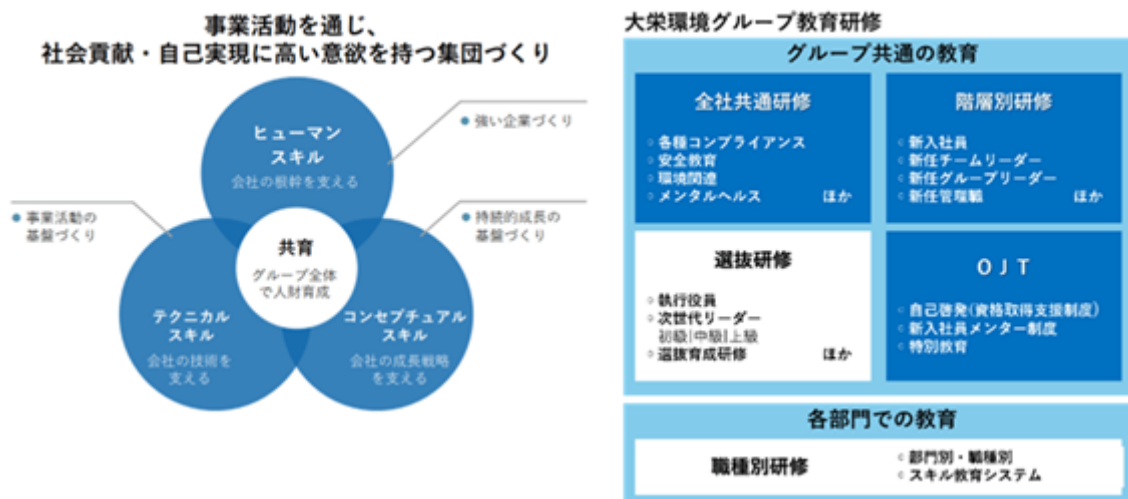 事業活動を通じ、
社会貢献・自己実現に高い意欲を持つ集団づくり
ヒューマン
スキル
会社の根幹を支える
強い企業づくり
事業活動の
基盤づくり
持続的成長の
基盤づくり
共育
グループ全体
で人財育成
テクニカル
スキル
会社の技術を
支える
コンセプチュアル
スキル
会社の成長戦略
を支える
大栄環境グループ教育研修
グループ共通の教育
全社共通研修
各種コンプライアンス
安全教育
環境関連
メンタルヘルス ほか
階層別研修
新入社員
新任チームリーダー
新任グループリーダー
新任管理職 ほか
選抜研修
執行役員
次世代リーダー
初級|中級|上級
選抜育成研修 ほか
OJT
自己啓発(資格取得支援制度)
新入社員メンター制度
特別教育
各部門での教育
職種別研修
部門別・職種別
スキル教育システム